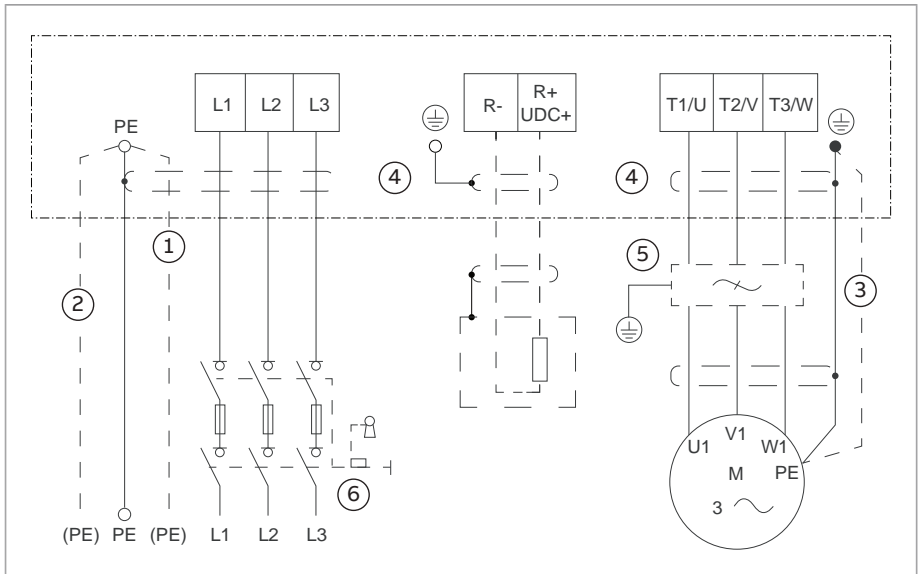 L1 L2 L3
R- R+
UDC+
T1/U T2/V T3/W
PE
4
4
1
5
2
3
V1
U1 W1
M PE
3
6
(PE) PE (PE) L1 L2 L3